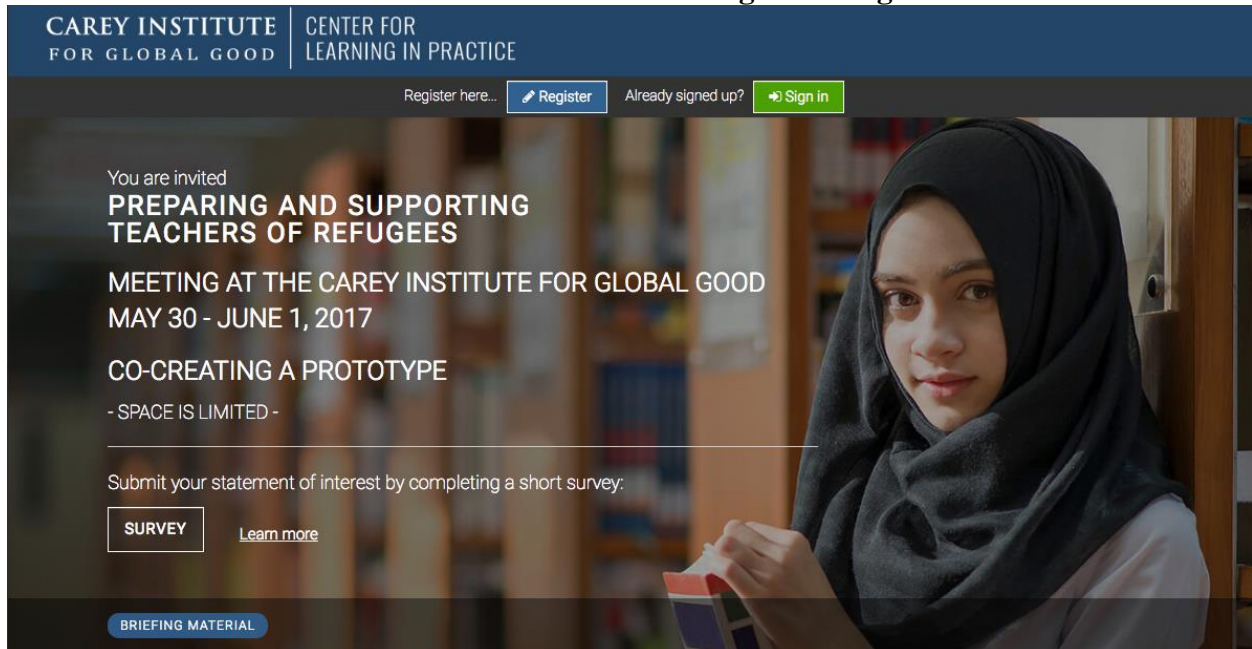 CAREY INSTITUTE
FOR GLOBAL GOOD
CENTER FOR
LEARNING IN PRACTICE
Register here...
Register
Already signed up?
Sign in
You are invited
PREPARING AND SUPPORTING
TEACHERS OF REFUGEES
MEETING AT THE CAREY INSTITUTE FOR GLOBAL GOOD
MAY 30 - JUNE 1, 2017
CO-CREATING A PROTOTYPE
- SPACE IS LIMITED -
Submit your statement of interest by completing a short survey:
SURVEY
Learn more
BRIEFING MATERIAL